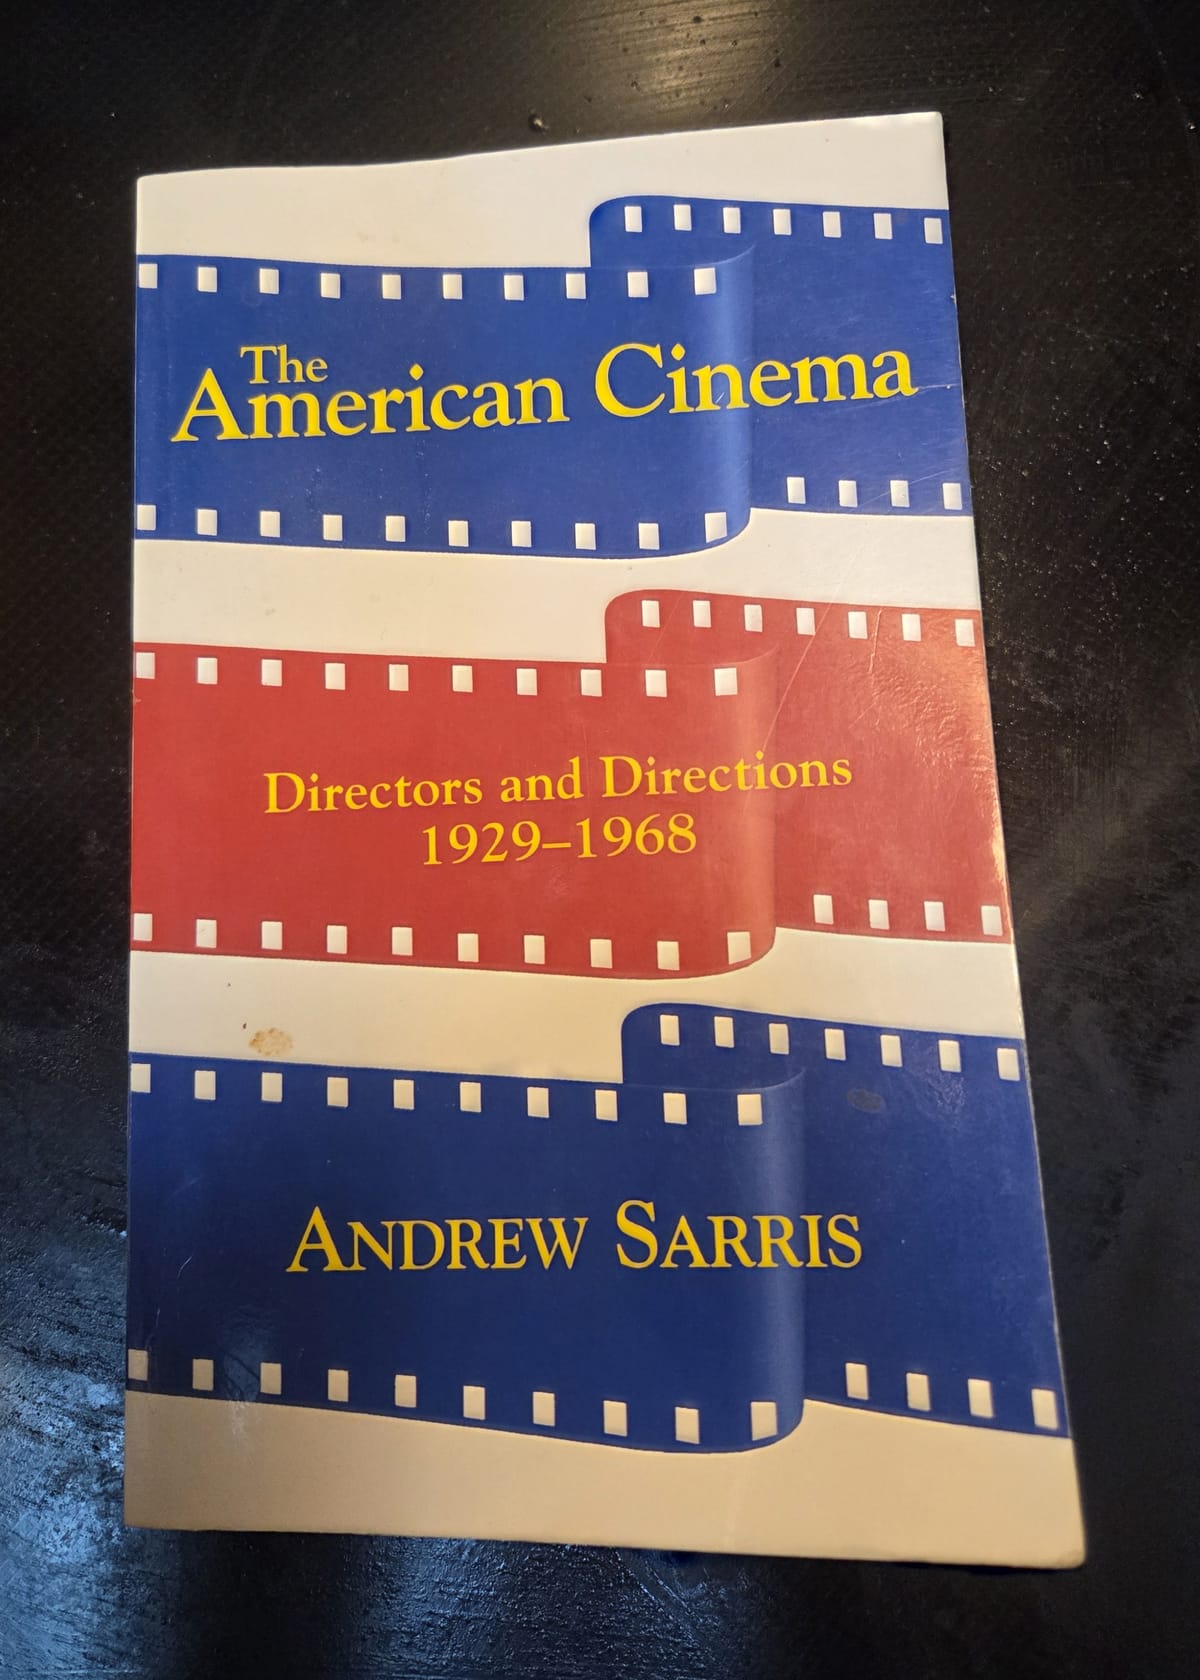 The
American Cinema
Directors and Directions
1929–1968
ANDREW SARRIS